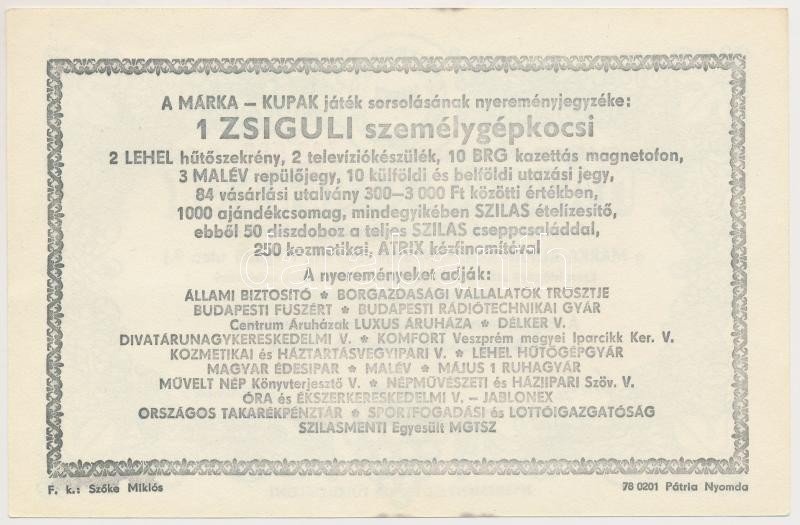 A MÁRKA – KUPAK játék sorsolásának nyereményjegyzéke:
1 ZSIGULI személygépkocsi
2 LEHEL hűtőszekrény, 2 televíziókészülék, 10 BRG kazettás magnetofon,
3 MALÉV repülőjegy, 10 külföldi és belföldi utazási jegy,
84 vásárlási utalvány 300–3 000 Ft közötti értékben,
1000 ajándékcsomag, mindegyikében SZILAS ételízesítő,
ebből 50 díszdoboz a teljes SZILAS cseppcsaláddal,
250 kozmetikai, ATRIX kézfinomítóval
A nyereményeket adják:
ÁLLAMI BIZTOSÍTÓ * BORGAZDASÁGI VÁLLALATOK TRÖSZTJE
BUDAPESTI FŰSZÉRT * BUDAPESTI RÁDIÓTECHNIKAI GYÁR
Centrum Áruházak LUXUS ÁRUHÁZA * DÉLKER V.
DIVATÁRUNAGYKERESKEDELMI V. * KOMFORT Veszprém megyei Iparcikk Ker. V.
KOZMETIKAI és HÁZTARTÁSVEGYIPARI V. * LEHEL HŰTŐGÉPGYÁR
MAGYAR ÉDESIPAR * MALÉV * MÁJUS 1 RUHAGYÁR
MŰVELT NÉP Könyvterjesztő V. * NÉPMŰVÉSZETI és HÁZIIPARI Szöv. V.
ÓRA és ÉKSZERKERESKEDELMI V. – JABLONEX
ORSZÁGOS TAKARÉKPÉNZTÁR * SPORTFOGADÁSI és LOTTÓIGAZGATÓSÁG
SZILASMENTI Egyesült MGTSZ
F. k.: Szőke Miklós
78 0201 Pátria Nyomda